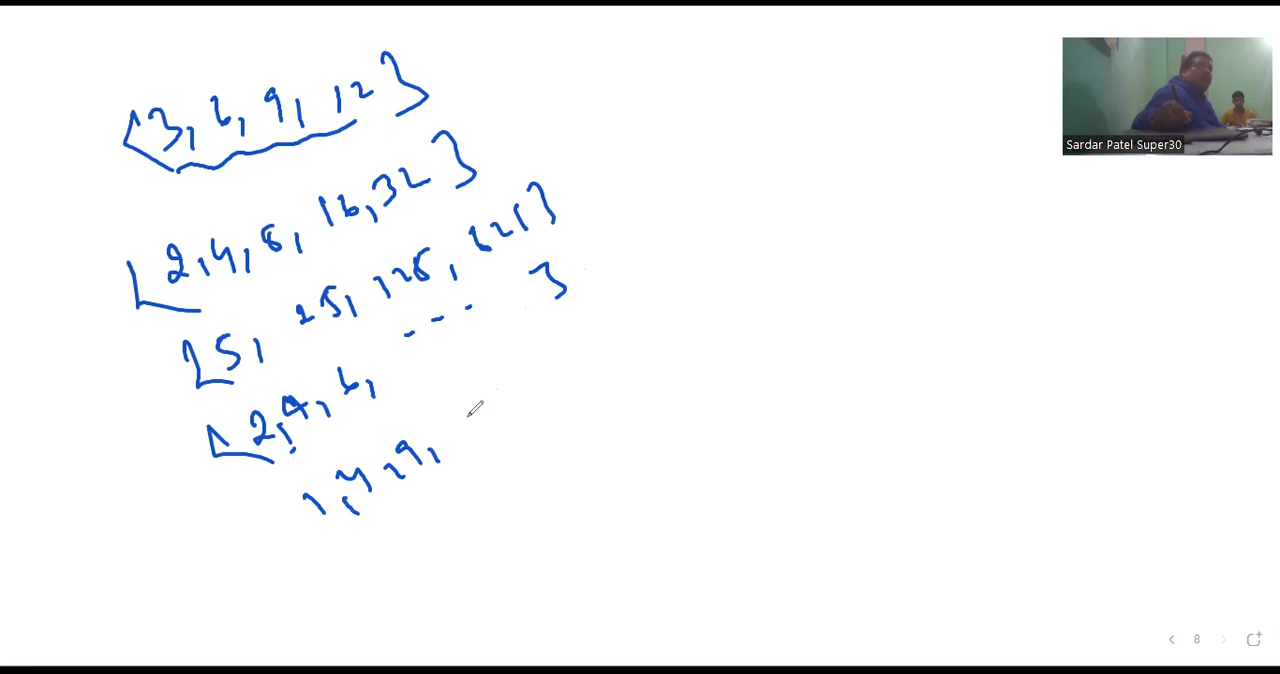 {3, 6, 9, 12}
{2, 4, 8, 16, 32}
{5, 25, 125, 625}
{2, 4, 6, ... }
1, 4, 9,
Sardar Patel Super30
8